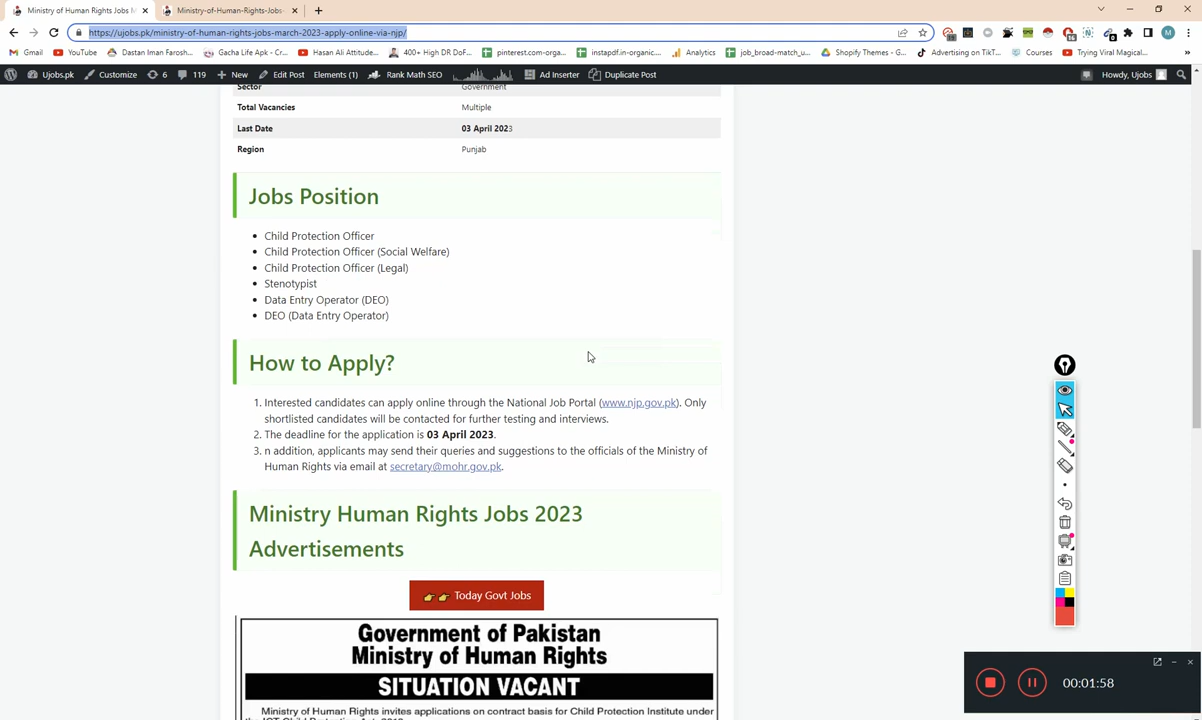 Ministry of Human Rights Jobs M
Ministry-of-Human-Rights-Jobs-
https://ujobs.pk/ministry-of-human-rights-jobs-march-2023-apply-online-via-njp/
Gmail YouTube Dastan Iman Farosh... Gacha Life Apk - Cr... Hasan Ali Attitude... 400+ High DR DoF... pinterest.com-orga... instapdf.in-organic... Analytics job_broad-match_u... Shopify Themes - G... Advertising on TikT... Courses Trying Viral Magical... »
Ujobs.pk Customize 6 119 + New Edit Post Elements (1) Rank Math SEO Ad Inserter Duplicate Post Howdy, Ujobs
Sector Government
Total Vacancies Multiple
Last Date 03 April 2023
Region Punjab
Jobs Position
• Child Protection Officer
• Child Protection Officer (Social Welfare)
• Child Protection Officer (Legal)
• Stenotypist
• Data Entry Operator (DEO)
• DEO (Data Entry Operator)
How to Apply?
1. Interested candidates can apply online through the National Job Portal (www.njp.gov.pk). Only
shortlisted candidates will be contacted for further testing and interviews.
2. The deadline for the application is 03 April 2023.
3. n addition, applicants may send their queries and suggestions to the officials of the Ministry of
Human Rights via email at secretary@mohr.gov.pk.
Ministry Human Rights Jobs 2023
Advertisements
Today Govt Jobs
Government of Pakistan
Ministry of Human Rights
SITUATION VACANT
Ministry of Human Rights invites applications on contract basis for Child Protection Institute under
00:01:58